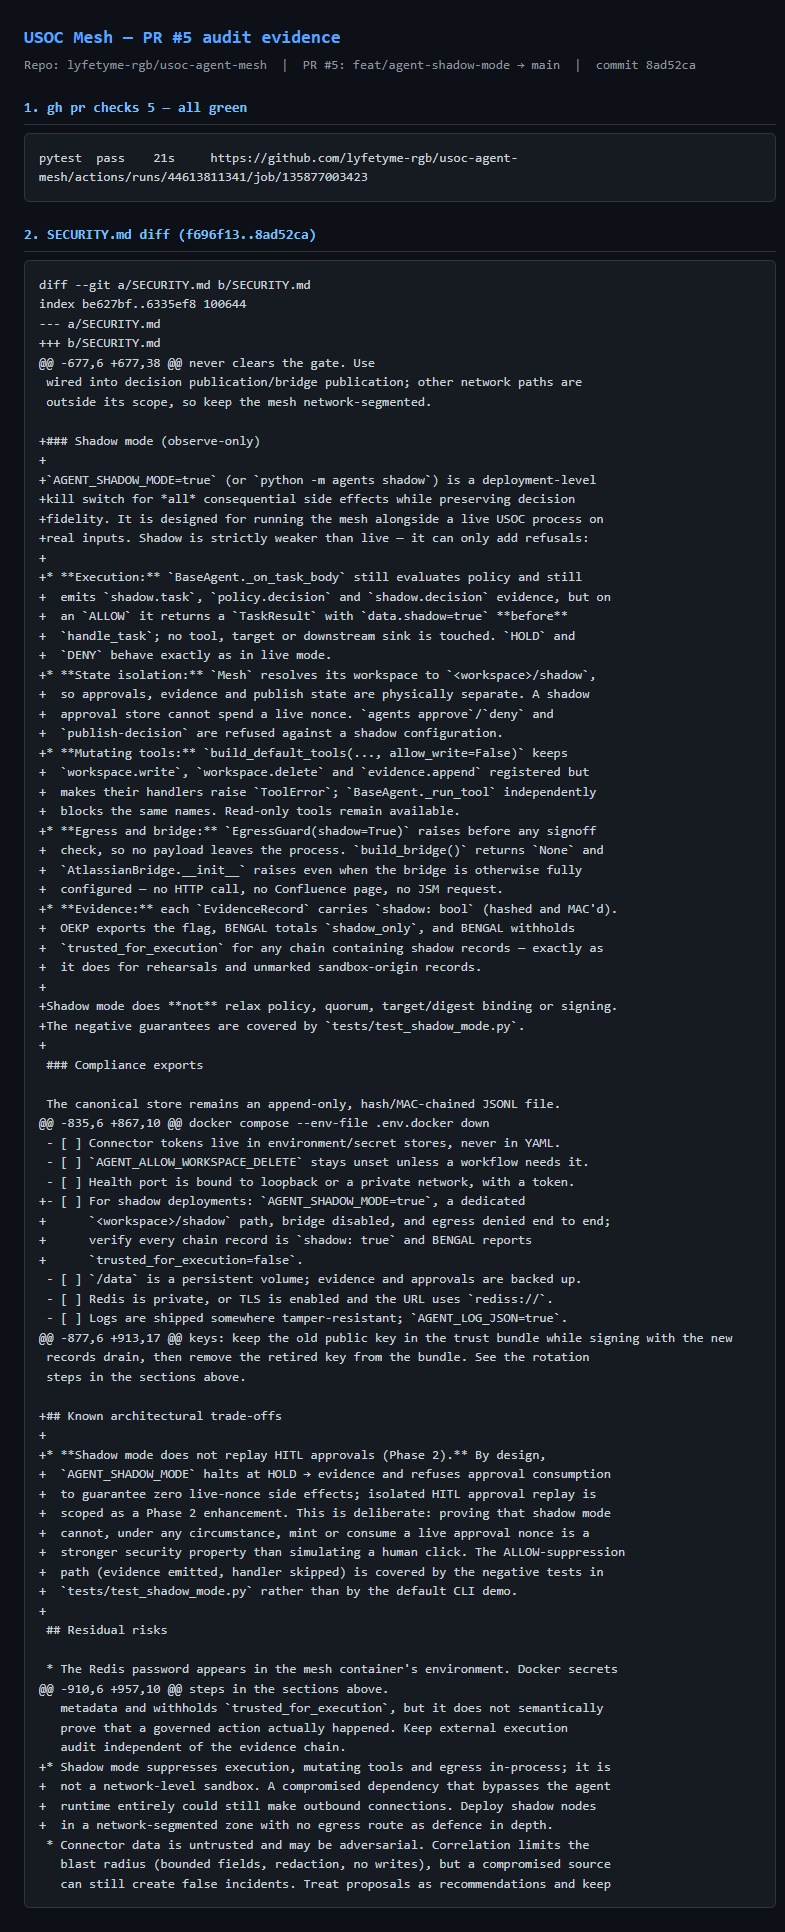 USOC Mesh — PR #5 audit evidence
Repo: lyfetyme-rgb/usoc-agent-mesh | PR #5: feat/agent-shadow-mode → main | commit 8ad52ca
1. gh pr checks 5 — all green
pytest  pass    21s     https://github.com/lyfetyme-rgb/usoc-agent-
mesh/actions/runs/44613811341/job/135877003423
2. SECURITY.md diff (f696f13..8ad52ca)
diff --git a/SECURITY.md b/SECURITY.md
index be627bf..6335ef8 100644
--- a/SECURITY.md
+++ b/SECURITY.md
@@ -677,6 +677,38 @@ never clears the gate. Use
 wired into decision publication/bridge publication; other network paths are
 outside its scope, so keep the mesh network-segmented.

+### Shadow mode (observe-only)
+
+`AGENT_SHADOW_MODE=true` (or `python -m agents shadow`) is a deployment-level
+kill switch for *all* consequential side effects while preserving decision
+fidelity. It is designed for running the mesh alongside a live USOC process on
+real inputs. Shadow is strictly weaker than live — it can only add refusals:
+
+* **Execution:** `BaseAgent._on_task_body` still evaluates policy and still
+  emits `shadow.task`, `policy.decision` and `shadow.decision` evidence, but on
+  an `ALLOW` it returns a `TaskResult` with `data.shadow=true` **before**
+  `handle_task`; no tool, target or downstream sink is touched. `HOLD` and
+  `DENY` behave exactly as in live mode.
+* **State isolation:** `Mesh` resolves its workspace to `<workspace>/shadow`,
+  so approvals, evidence and publish state are physically separate. A shadow
+  approval store cannot spend a live nonce. `agents approve`/`deny` and
+  `publish-decision` are refused against a shadow configuration.
+* **Mutating tools:** `build_default_tools(..., allow_write=False)` keeps
+  `workspace.write`, `workspace.delete` and `evidence.append` registered but
+  makes their handlers raise `ToolError`; `BaseAgent._run_tool` independently
+  blocks the same names. Read-only tools remain available.
+* **Egress and bridge:** `EgressGuard(shadow=True)` raises before any signoff
+  check, so no payload leaves the process. `build_bridge()` returns `None` and
+  `AtlassianBridge.__init__` raises even when the bridge is otherwise fully
+  configured — no HTTP call, no Confluence page, no JSM request.
+* **Evidence:** each `EvidenceRecord` carries `shadow: bool` (hashed and MAC'd).
+  OEKP exports the flag, BENGAL totals `shadow_only`, and BENGAL withholds
+  `trusted_for_execution` for any chain containing shadow records — exactly as
+  it does for rehearsals and unmarked sandbox-origin records.
+
+Shadow mode does **not** relax policy, quorum, target/digest binding or signing.
+The negative guarantees are covered by `tests/test_shadow_mode.py`.
+
 ### Compliance exports

 The canonical store remains an append-only, hash/MAC-chained JSONL file.
@@ -835,6 +867,10 @@ docker compose --env-file .env.docker down
 - [ ] Connector tokens live in environment/secret stores, never in YAML.
 - [ ] `AGENT_ALLOW_WORKSPACE_DELETE` stays unset unless a workflow needs it.
 - [ ] Health port is bound to loopback or a private network, with a token.
+- [ ] For shadow deployments: `AGENT_SHADOW_MODE=true`, a dedicated
+      `<workspace>/shadow` path, bridge disabled, and egress denied end to end;
+      verify every chain record is `shadow: true` and BENGAL reports
+      `trusted_for_execution=false`.
 - [ ] `/data` is a persistent volume; evidence and approvals are backed up.
 - [ ] Redis is private, or TLS is enabled and the URL uses `rediss://`.
 - [ ] Logs are shipped somewhere tamper-resistant; `AGENT_LOG_JSON=true`.
@@ -877,6 +913,17 @@ keys: keep the old public key in the trust bundle while signing with the new
 records drain, then remove the retired key from the bundle. See the rotation
 steps in the sections above.

+## Known architectural trade-offs
+
+* **Shadow mode does not replay HITL approvals (Phase 2).** By design,
+  `AGENT_SHADOW_MODE` halts at HOLD → evidence and refuses approval consumption
+  to guarantee zero live-nonce side effects; isolated HITL approval replay is
+  scoped as a Phase 2 enhancement. This is deliberate: proving that shadow mode
+  cannot, under any circumstance, mint or consume a live approval nonce is a
+  stronger security property than simulating a human click. The ALLOW-suppression
+  path (evidence emitted, handler skipped) is covered by the negative tests in
+  `tests/test_shadow_mode.py` rather than by the default CLI demo.
+
 ## Residual risks

 * The Redis password appears in the mesh container's environment. Docker secrets
@@ -910,6 +957,10 @@ steps in the sections above.
   metadata and withholds `trusted_for_execution`, but it does not semantically
   prove that a governed action actually happened. Keep external execution
   audit independent of the evidence chain.
+* Shadow mode suppresses execution, mutating tools and egress in-process; it is
+  not a network-level sandbox. A compromised dependency that bypasses the agent
+  runtime entirely could still make outbound connections. Deploy shadow nodes
+  in a network-segmented zone with no egress route as defence in depth.
 * Connector data is untrusted and may be adversarial. Correlation limits the
   blast radius (bounded fields, redaction, no writes), but a compromised source
   can still create false incidents. Treat proposals as recommendations and keep